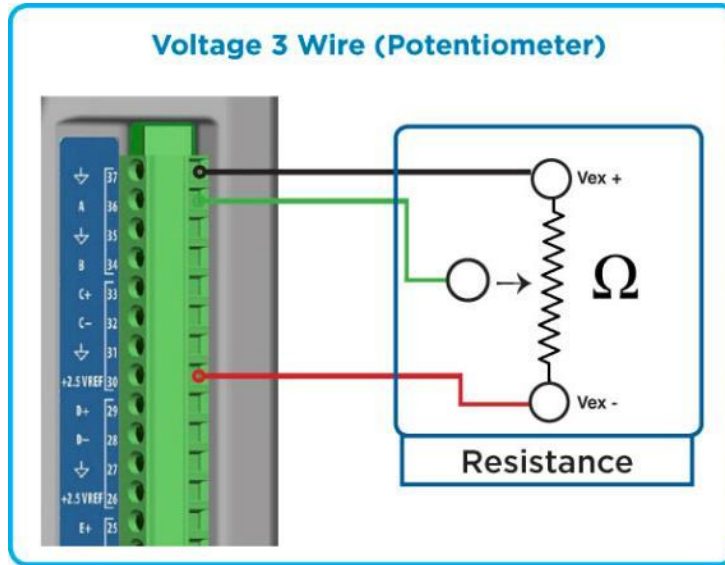 Voltage 3 Wire (Potentiometer)
37
A 36
35
B 34
C+ 33
C- 32
31
+2.5 VREF 30
D+ 29
D- 28
27
+2.5 VREF 26
E+ 25
Vex +
Ω
Vex -
Resistance